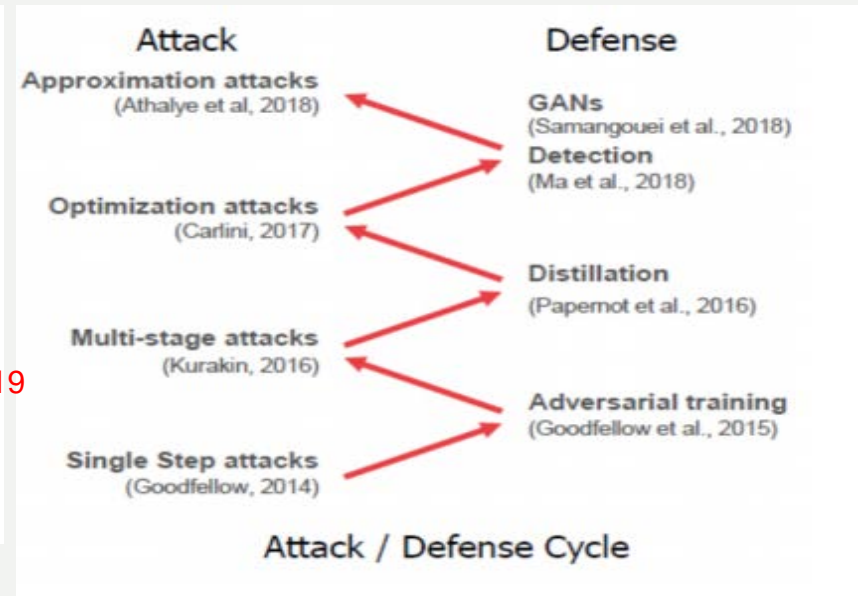 Attack
Approximation attacks
(Athalye et al, 2018)
Optimization attacks
(Carlini, 2017)
Multi-stage attacks
(Kurakin, 2016)
19
Single Step attacks
(Goodfellow, 2014)
Defense
GANs
(Samangouei et al., 2018)
Detection
(Ma et al., 2018)
Distillation
(Papernot et al., 2016)
Adversarial training
(Goodfellow et al., 2015)
Attack / Defense Cycle